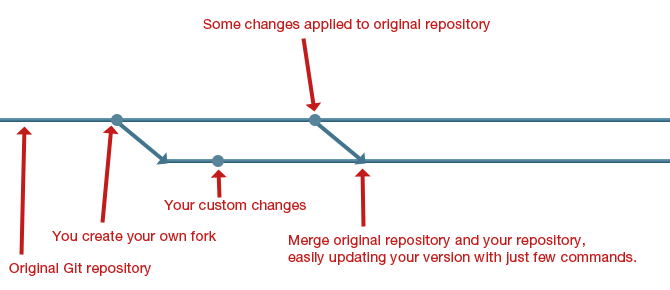 Some changes applied to original repository
Your custom changes
You create your own fork
Merge original repository and your repository,
easily updating your version with just few commands.
Original Git repository